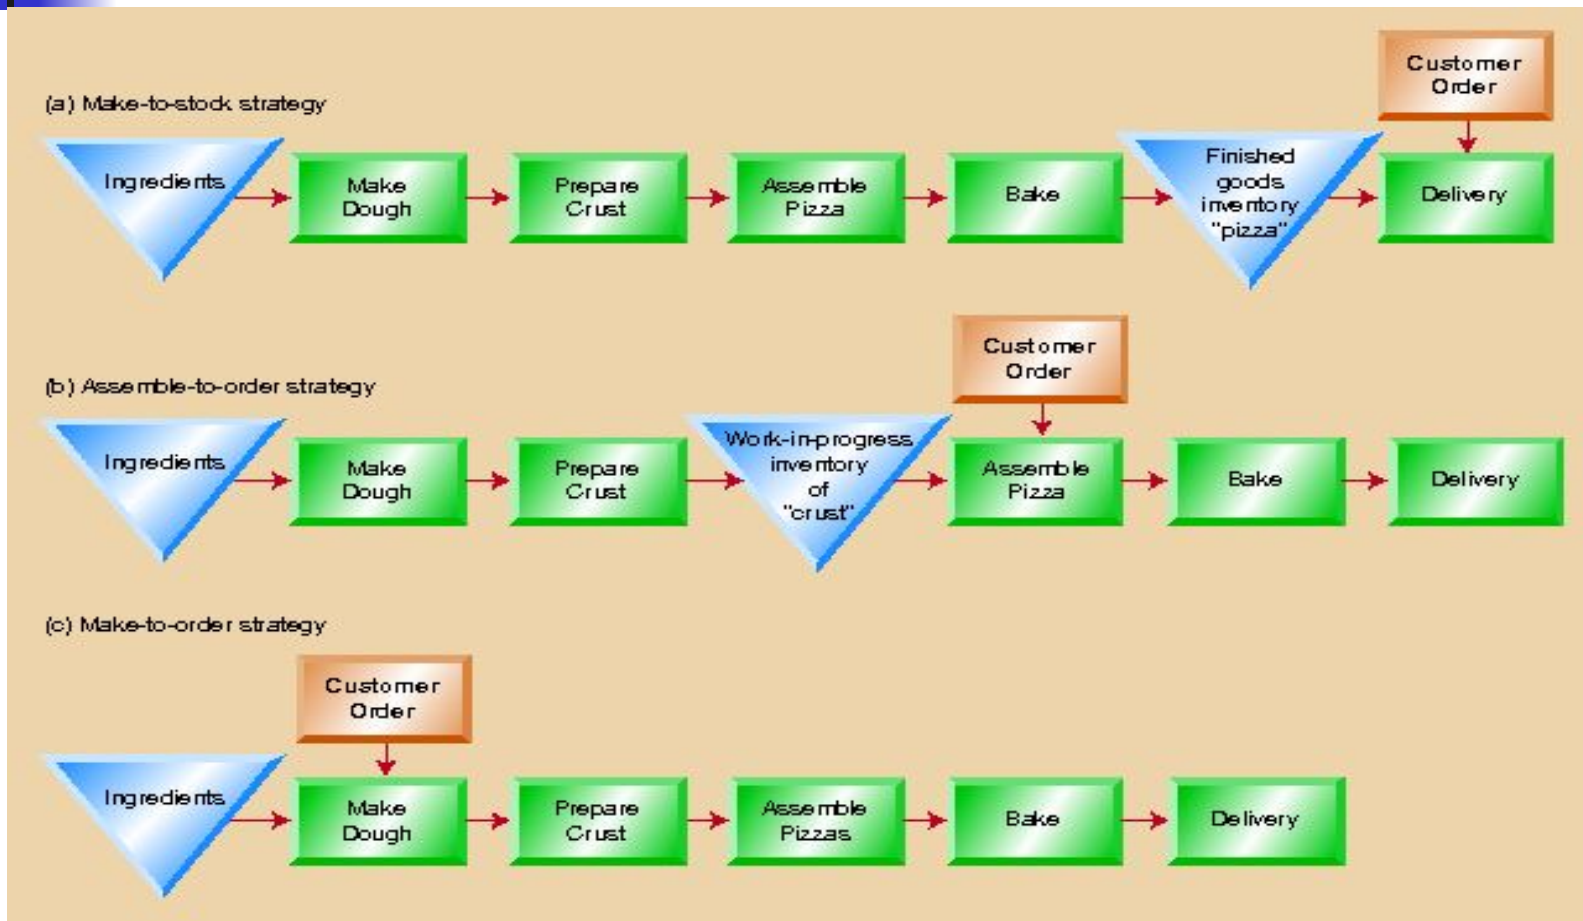 Customer
Order
(a) Make-to-stock strategy
Ingredients
Make
Dough
Prepare
Crust
Assemble
Pizza
Bake
Finished
goods
inventory
"pizza"
Delivery
Customer
Order
(b) Assemble-to-order strategy
Ingredients
Make
Dough
Prepare
Crust
Work-in-progress
inventory
of
"crust"
Assemble
Pizza
Bake
Delivery
(c) Make-to-order strategy
Customer
Order
Ingredients
Make
Dough
Prepare
Crust
Assemble
Pizzas
Bake
Delivery